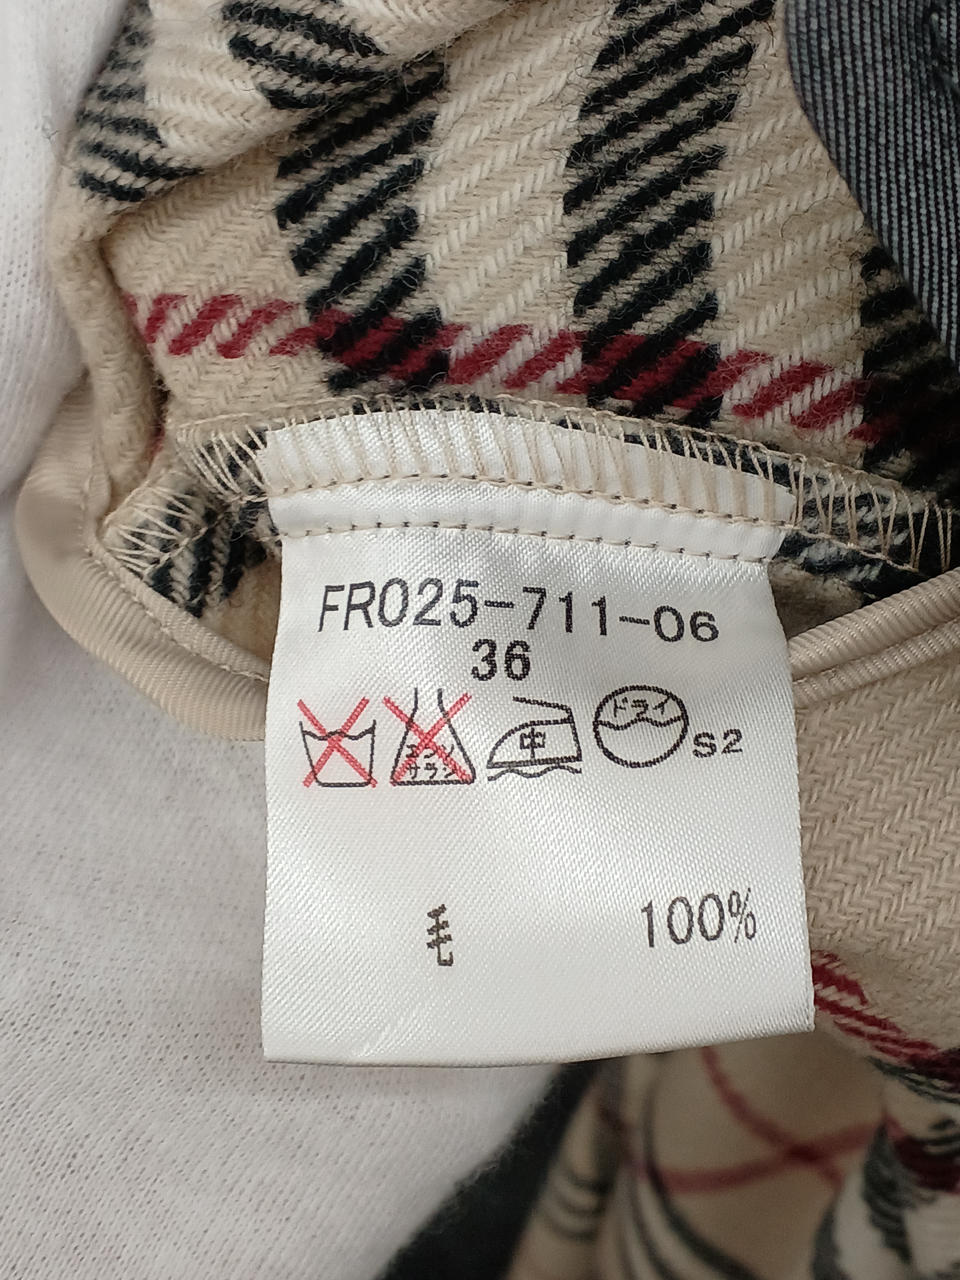 FR025-711-06
36
エンソ
サラシ
中
ドライ
S2
毛 100%